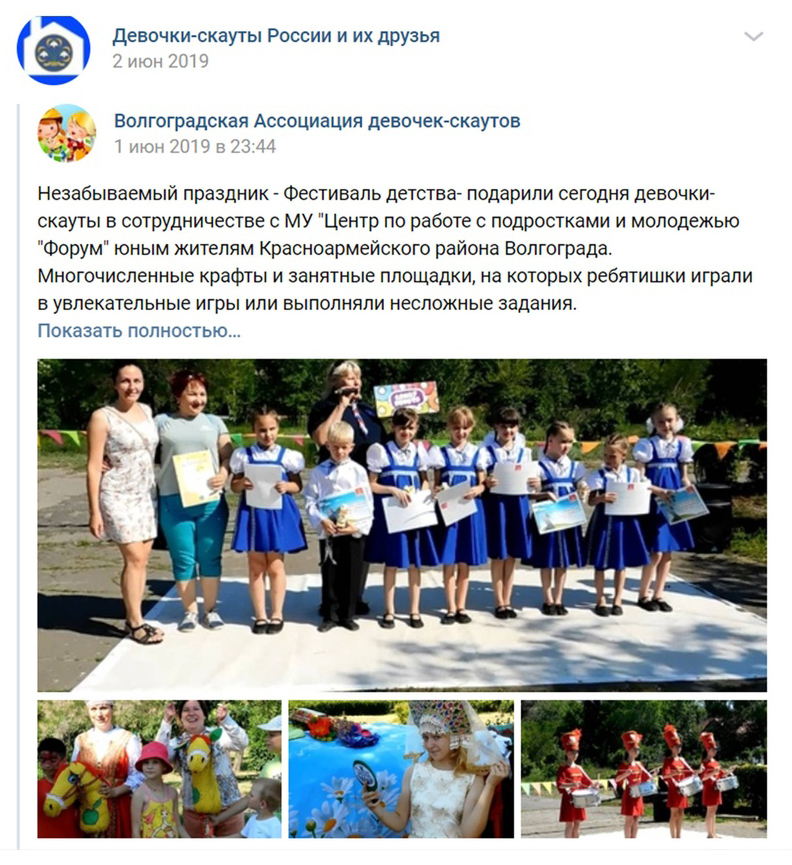 Девочки-скауты России и их друзья
2 июн 2019
Волгоградская Ассоциация девочек-скаутов
1 июн 2019 в 23:44
Незабываемый праздник - Фестиваль детства- подарили сегодня девочки-
скауты в сотрудничестве с МУ "Центр по работе с подростками и молодежью
"Форум" юным жителям Красноармейского района Волгограда.
Многочисленные крафты и занятные площадки, на которых ребятишки играли
в увлекательные игры или выполняли несложные задания.
Показать полностью...